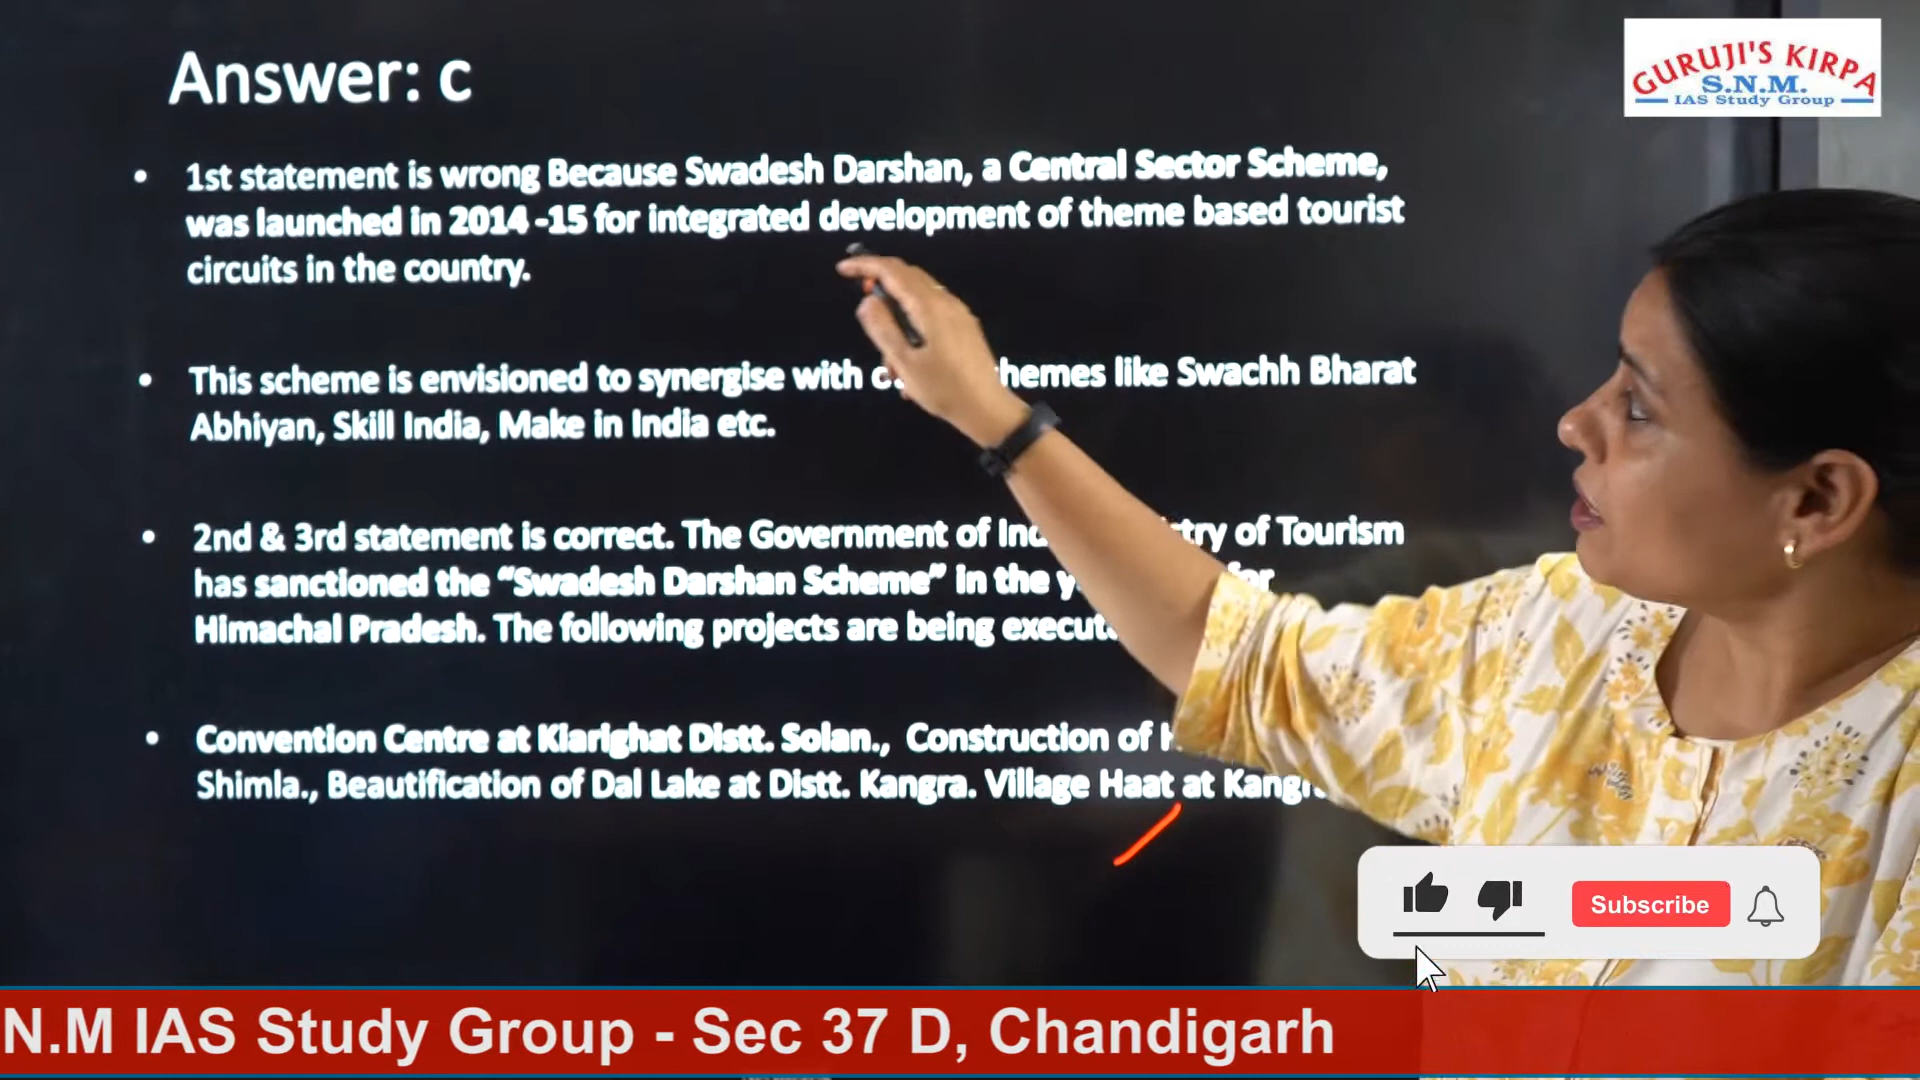 Answer: c
GURUJI'S KIRPA
S.N.M.
IAS Study Group
• 1st statement is wrong Because Swadesh Darshan, a Central Sector Scheme,
was launched in 2014 -15 for integrated development of theme based tourist
circuits in the country.
• This scheme is envisioned to synergise with hemes like Swachh Bharat
Abhiyan, Skill India, Make in India etc.
• 2nd & 3rd statement is correct. The Government of Ind try of Tourism
has sanctioned the “Swadesh Darshan Scheme” in the for
Himachal Pradesh. The following projects are being execut
• Convention Centre at Kiarighat Distt. Solan., Construction of
Shimla., Beautification of Dal Lake at Distt. Kangra. Village Haat at Kangr
Subscribe
N.M IAS Study Group - Sec 37 D, Chandigarh